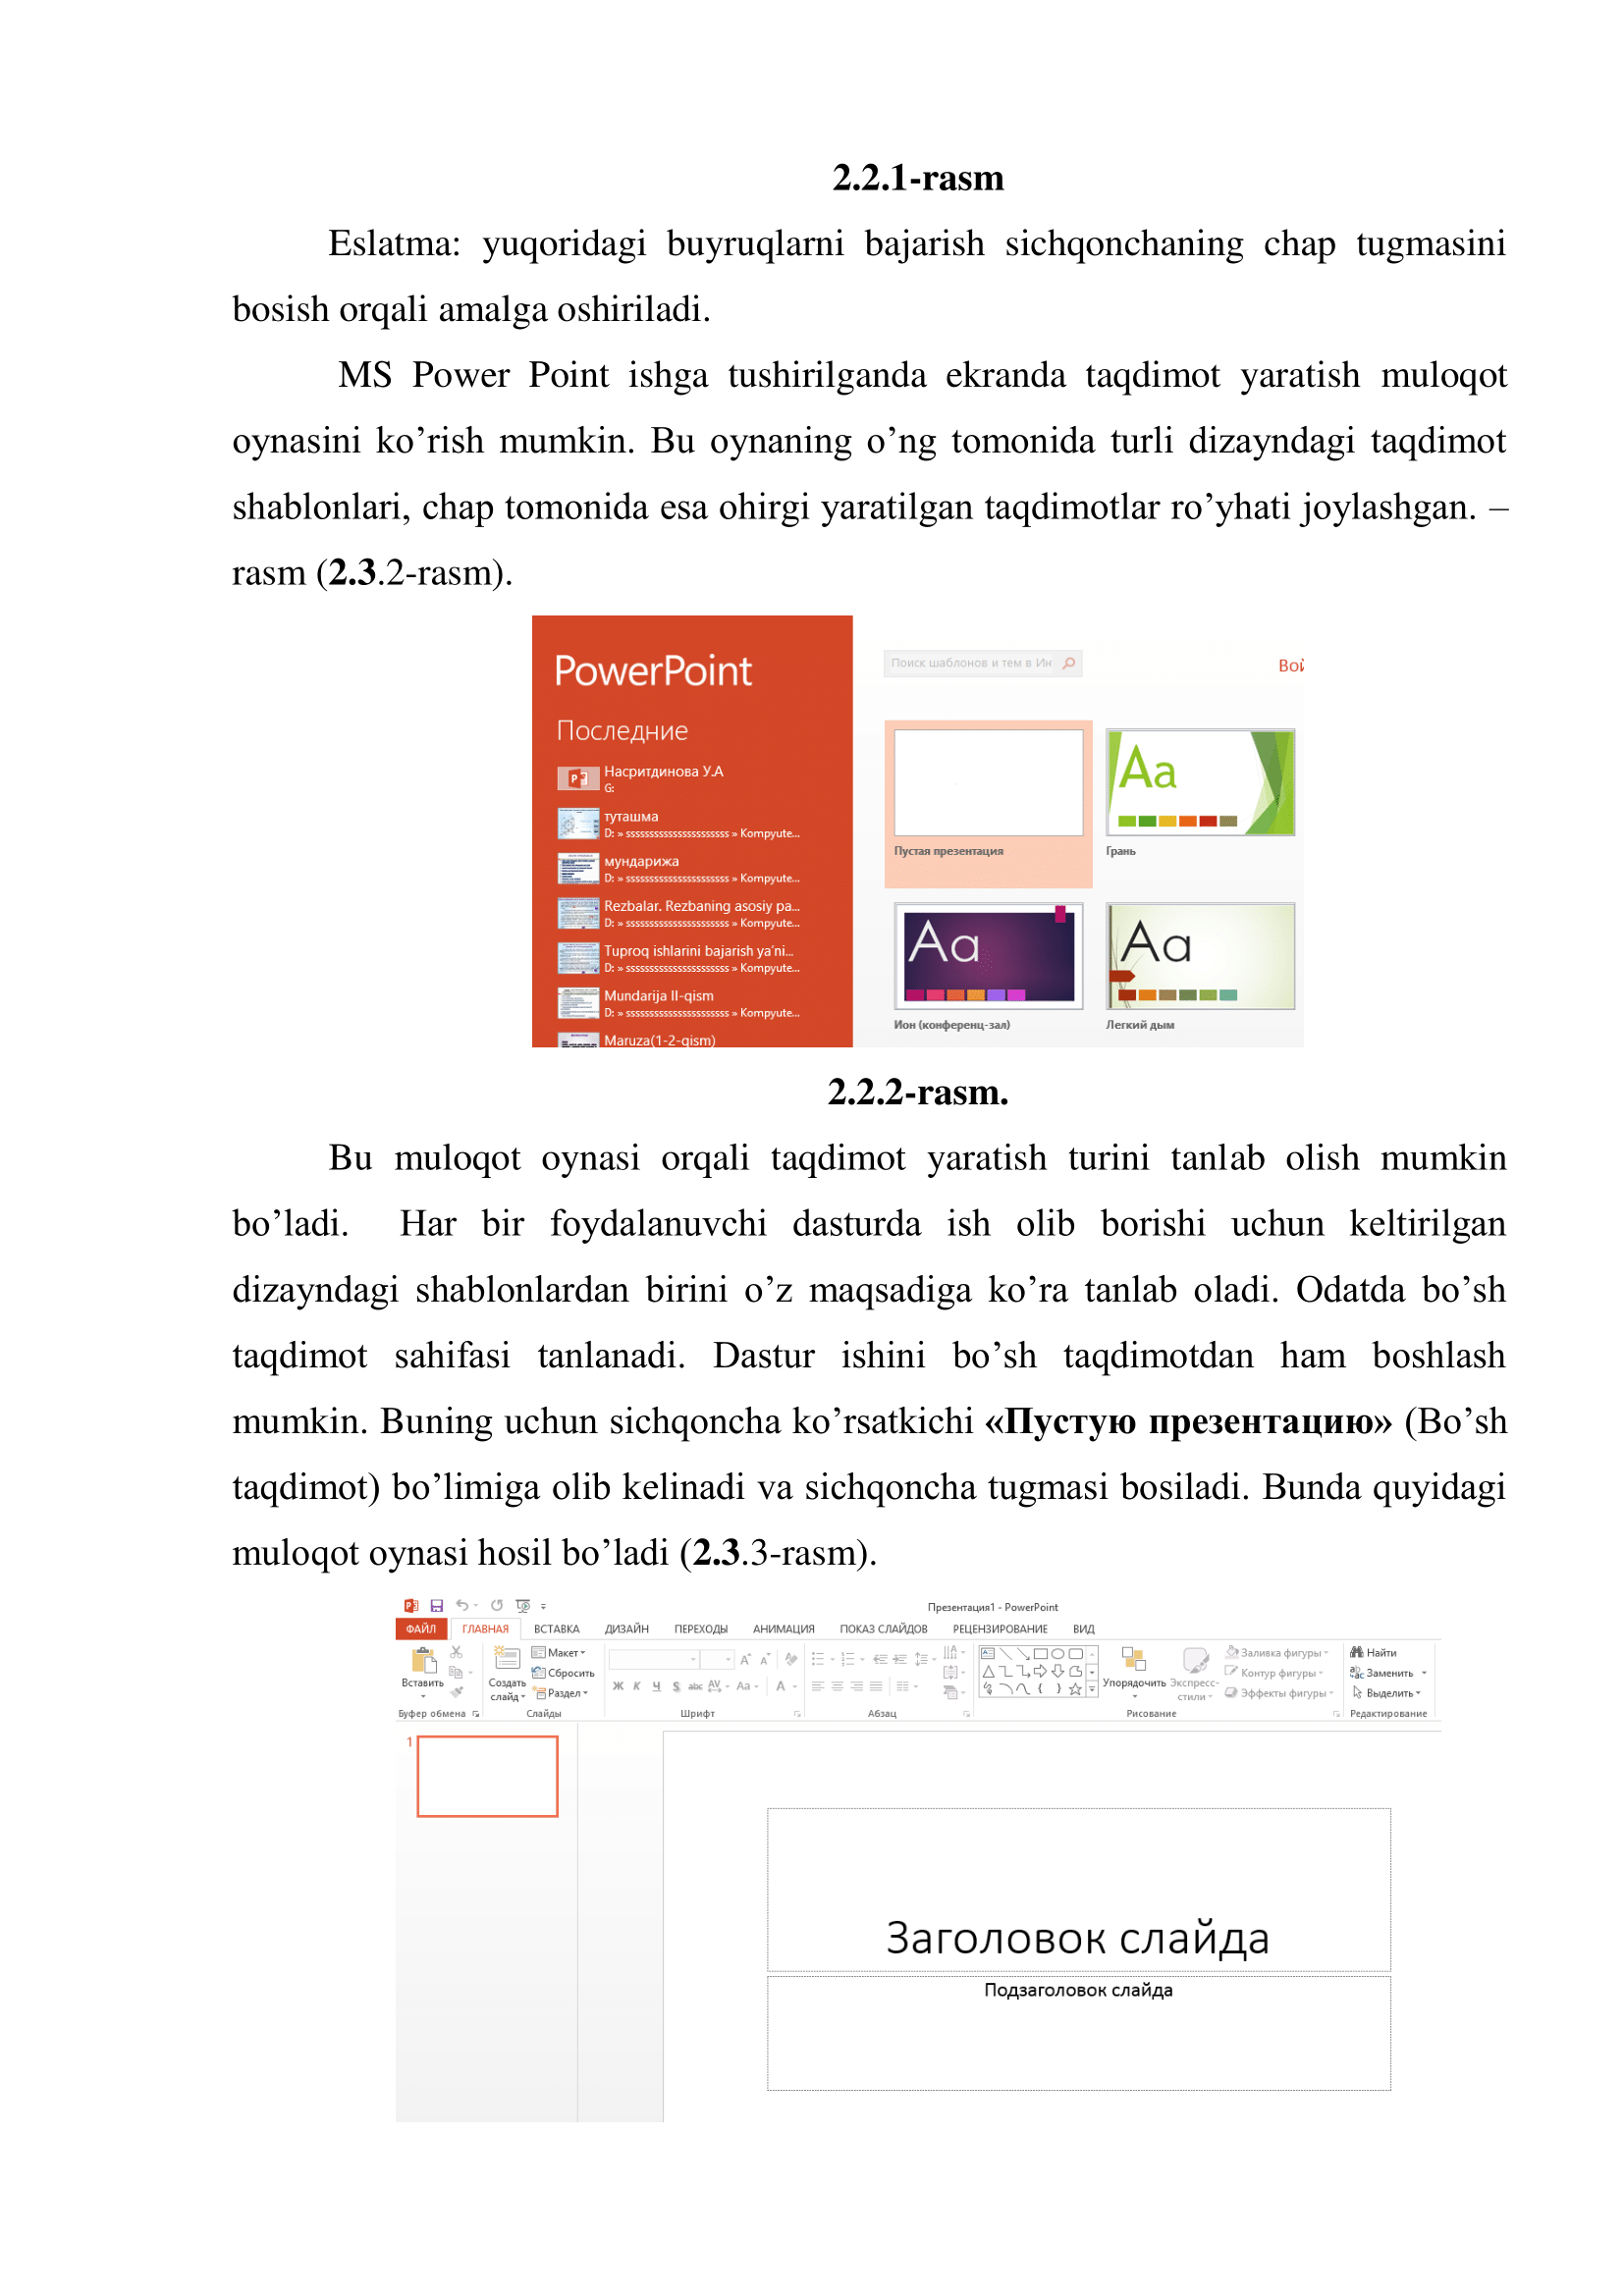 2.2.1-rasm
Eslatma: yuqoridagi buyruqlarni bajarish sichqonchaning chap tugmasini
bosish orqali amalga oshiriladi.
MS Power Point ishga tushirilganda ekranda taqdimot yaratish muloqot
oynasini ko’rish mumkin. Bu oynaning o’ng tomonida turli dizayndagi taqdimot
shablonlari, chap tomonida esa ohirgi yaratilgan taqdimotlar ro’yhati joylashgan. –
rasm (2.3.2-rasm).
PowerPoint
Последние
Насритдинова У.А
G:
туташма
D: » ssssssssssssssssssssss » Kompyute...
мундарижа
D: » ssssssssssssssssssssss » Kompyute...
Rezbalar. Rezbaning asosiy pa...
D: » ssssssssssssssssssssss » Kompyute...
Tuproq ishlarini bajarish ya’ni...
D: » ssssssssssssssssssssss » Kompyute...
Mundarija II-qism
D: » ssssssssssssssssssssss » Kompyute...
Maruza(1-2-qism)
Поиск шаблонов и тем в Ин
Вой
Aa
Пустая презентация
Грань
Aa
Aa
Ион (конференц-зал)
Легкий дым
2.2.2-rasm.
Bu muloqot oynasi orqali taqdimot yaratish turini tanlab olish mumkin
bo’ladi. Har bir foydalanuvchi dasturda ish olib borishi uchun keltirilgan
dizayndagi shablonlardan birini o’z maqsadiga ko’ra tanlab oladi. Odatda bo’sh
taqdimot sahifasi tanlanadi. Dastur ishini bo’sh taqdimotdan ham boshlash
mumkin. Buning uchun sichqoncha ko’rsatkichi «Пустую презентацию» (Bo’sh
taqdimot) bo’limiga olib kelinadi va sichqoncha tugmasi bosiladi. Bunda quyidagi
muloqot oynasi hosil bo’ladi (2.3.3-rasm).
Презентация1 - PowerPoint
ФАЙЛ ГЛАВНАЯ ВСТАВКА ДИЗАЙН ПЕРЕХОДЫ АНИМАЦИЯ ПОКАЗ СЛАЙДОВ РЕЦЕНЗИРОВАНИЕ ВИД
Макет Заливка фигуры Найти
Вставить Создать слайд Сбросить Упорядочить Экспресс-стили Контур фигуры Заменить
Раздел Ж К Ч S abc AV Aa A Эффекты фигуры Выделить
Буфер обмена Слайды Шрифт Абзац Рисование Редактирование
1
Заголовок слайда
Подзаголовок слайда